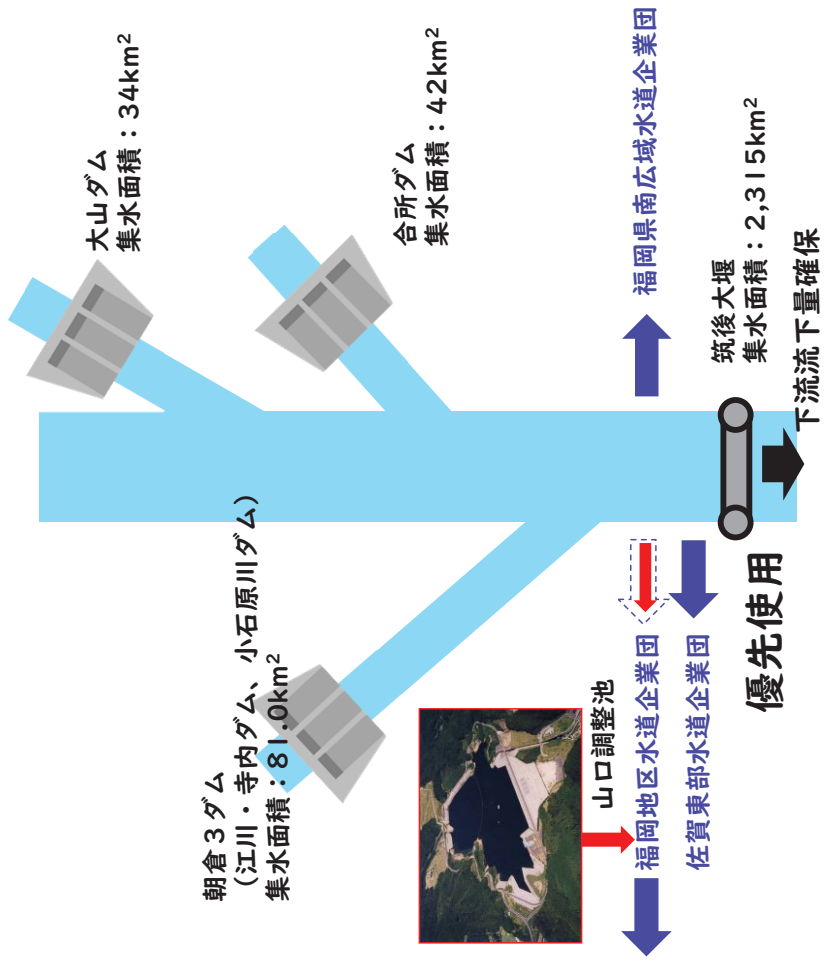 大山ダム
集水面積：34km²
合所ダム
集水面積：42km²
朝倉3ダム
（江川・寺内ダム、小石原川ダム）
集水面積：81.0km²
福岡県南広域水道企業団
筑後大堰
集水面積：2,315km²
下流流下量確保
優先使用
山口調整池
福岡地区水道企業団
佐賀東部水道企業団